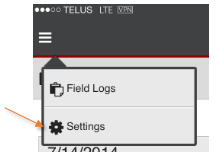 TELUS LTE VPN
Field Logs
Settings
7/14/2014